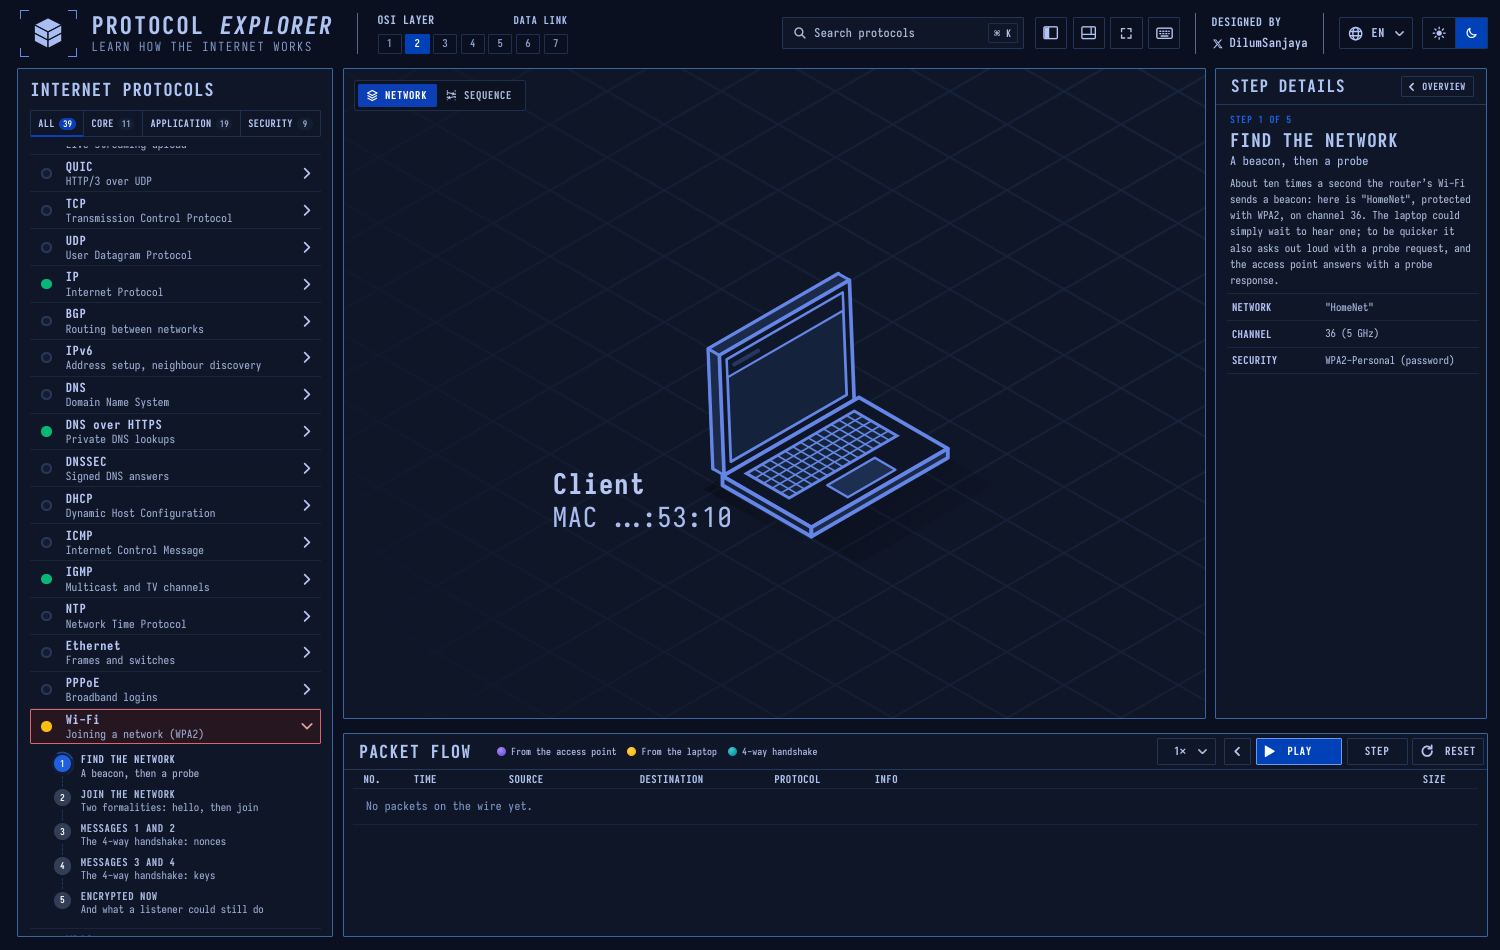 PROTOCOL EXPLORER
LEARN HOW THE INTERNET WORKS
OSI LAYER
DATA LINK
1 2 3 4 5 6 7
Search protocols
⌘ K
DESIGNED BY
DilumSanjaya
EN
INTERNET PROTOCOLS
ALL 39
CORE 11
APPLICATION 19
SECURITY 9
Live streaming upload
QUIC
HTTP/3 over UDP
TCP
Transmission Control Protocol
UDP
User Datagram Protocol
IP
Internet Protocol
BGP
Routing between networks
IPv6
Address setup, neighbour discovery
DNS
Domain Name System
DNS over HTTPS
Private DNS lookups
DNSSEC
Signed DNS answers
DHCP
Dynamic Host Configuration
ICMP
Internet Control Message
IGMP
Multicast and TV channels
NTP
Network Time Protocol
Ethernet
Frames and switches
PPPoE
Broadband logins
Wi-Fi
Joining a network (WPA2)
1
FIND THE NETWORK
A beacon, then a probe
2
JOIN THE NETWORK
Two formalities: hello, then join
3
MESSAGES 1 AND 2
The 4-way handshake: nonces
4
MESSAGES 3 AND 4
The 4-way handshake: keys
5
ENCRYPTED NOW
And what a listener could still do
NETWORK
SEQUENCE
Client
MAC …:53:10
STEP DETAILS
OVERVIEW
STEP 1 OF 5
FIND THE NETWORK
A beacon, then a probe
About ten times a second the router’s Wi-Fi
sends a beacon: here is "HomeNet", protected
with WPA2, on channel 36. The laptop could
simply wait to hear one; to be quicker it
also asks out loud with a probe request, and
the access point answers with a probe
response.
NETWORK "HomeNet"
CHANNEL 36 (5 GHz)
SECURITY WPA2-Personal (password)
PACKET FLOW
From the access point
From the laptop
4-way handshake
1×
PLAY
STEP
RESET
NO. TIME SOURCE DESTINATION PROTOCOL INFO SIZE
No packets on the wire yet.